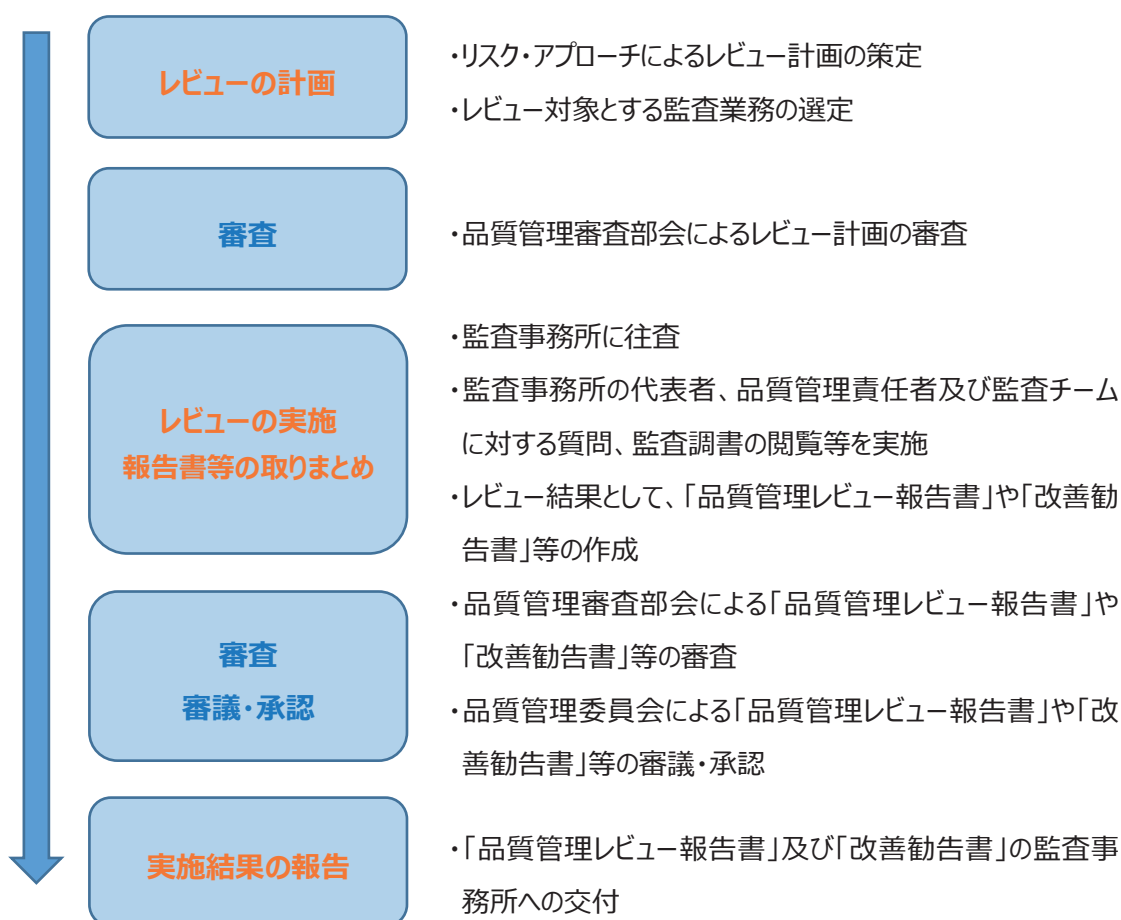 レビューの計画
・リスク・アプローチによるレビュー計画の策定
・レビュー対象とする監査業務の選定
審査
・品質管理審査部会によるレビュー計画の審査
レビューの実施
報告書等の取りまとめ
・監査事務所に往査
・監査事務所の代表者、品質管理責任者及び監査チーム
に対する質問、監査調書の閲覧等を実施
・レビュー結果として、「品質管理レビュー報告書」や「改善勧
告書」等の作成
審査
審議・承認
・品質管理審査部会による「品質管理レビュー報告書」や
「改善勧告書」等の審査
・品質管理委員会による「品質管理レビュー報告書」や「改
善勧告書」等の審議・承認
実施結果の報告
・「品質管理レビュー報告書」及び「改善勧告書」の監査事
務所への交付